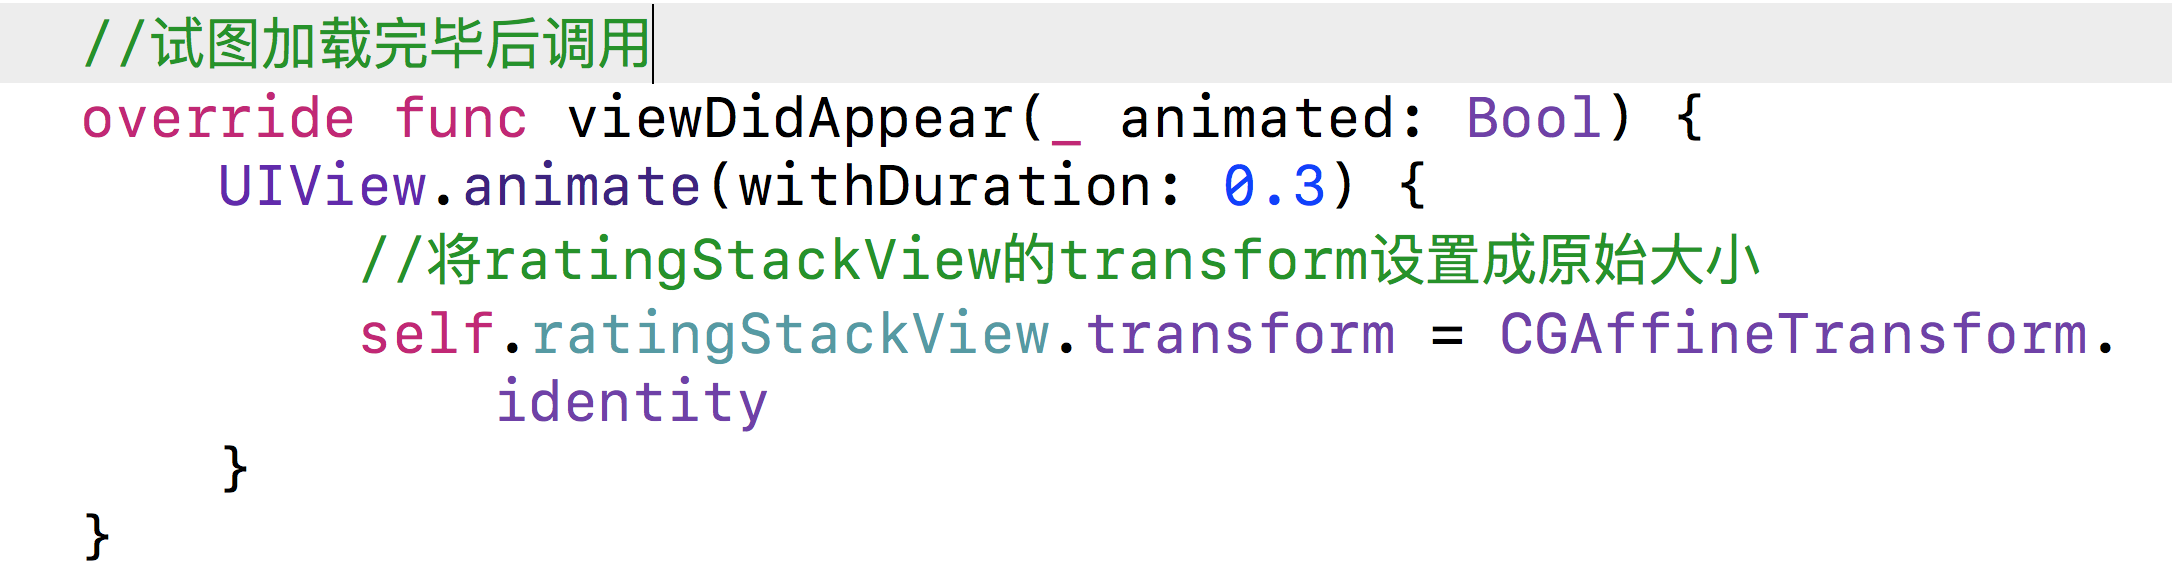 //试图加载完毕后调用
override func viewDidAppear(_ animated: Bool) {
UIView.animate(withDuration: 0.3) {
//将ratingStackView的transform设置成原始大小
self.ratingStackView.transform = CGAffineTransform.
identity
}
}